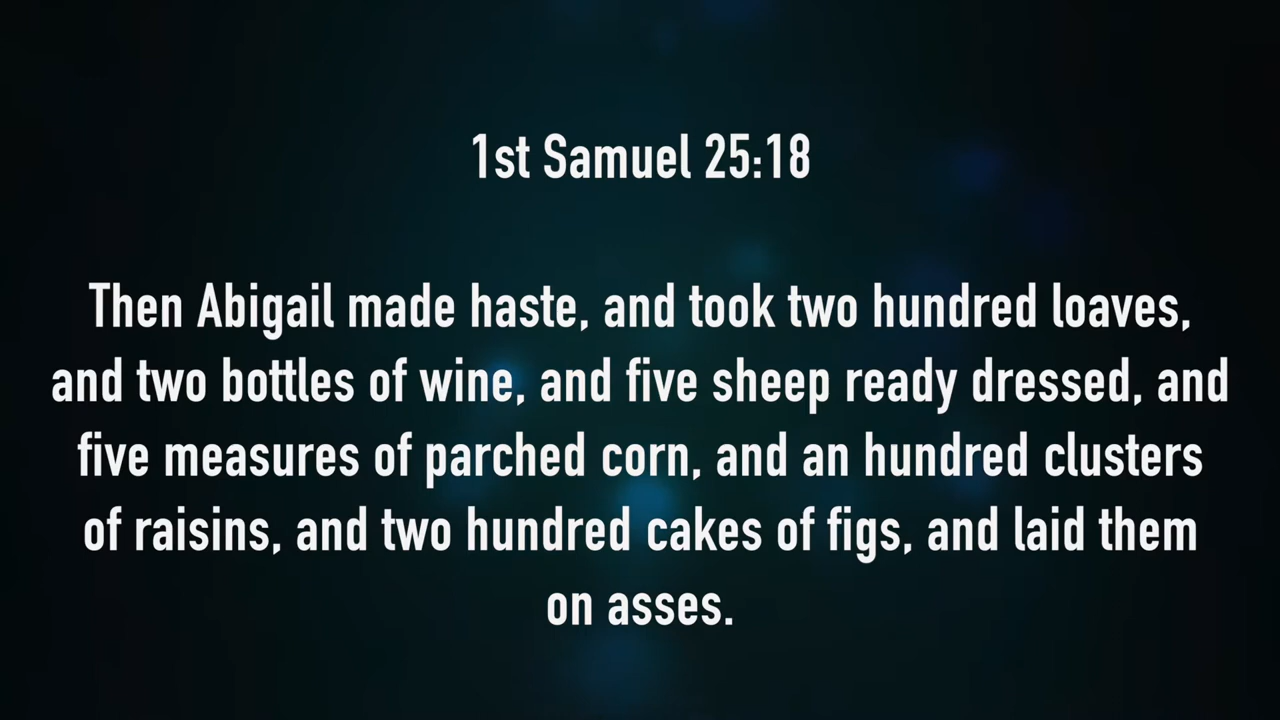 1st Samuel 25:18
Then Abigail made haste, and took two hundred loaves,
and two bottles of wine, and five sheep ready dressed, and
five measures of parched corn, and an hundred clusters
of raisins, and two hundred cakes of figs, and laid them
on asses.